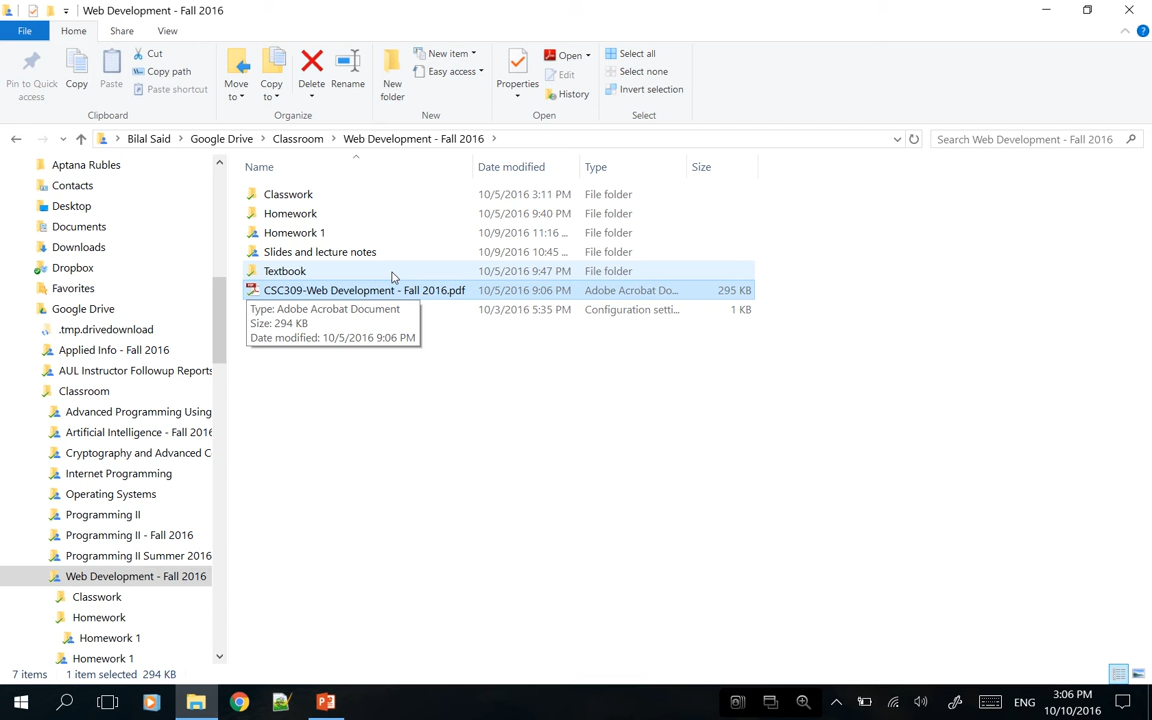 Web Development - Fall 2016
File Home Share View
Pin to Quick access
Copy
Paste
Cut
Copy path
Paste shortcut
Clipboard
Move to
Copy to
Delete
Rename
Organize
New folder
New item
Easy access
New
Properties
Open
Edit
History
Open
Select all
Select none
Invert selection
Select
Bilal Said > Google Drive > Classroom > Web Development - Fall 2016 >
Search Web Development - Fall 2016
Aptana Rubles
Contacts
Desktop
Documents
Downloads
Dropbox
Favorites
Google Drive
.tmp.drivedownload
Applied Info - Fall 2016
AUL Instructor Followup Reports
Classroom
Advanced Programming Using
Artificial Intelligence - Fall 2016
Cryptography and Advanced C
Internet Programming
Operating Systems
Programming II
Programming II - Fall 2016
Programming II Summer 2016
Web Development - Fall 2016
Classwork
Homework
Homework 1
Homework 1
Name Date modified Type Size
Classwork 10/5/2016 3:11 PM File folder
Homework 10/5/2016 9:40 PM File folder
Homework 1 10/9/2016 11:16 ... File folder
Slides and lecture notes 10/9/2016 10:45 ... File folder
Textbook 10/5/2016 9:47 PM File folder
CSC309-Web Development - Fall 2016.pdf 10/5/2016 9:06 PM Adobe Acrobat Do... 295 KB
10/3/2016 5:35 PM Configuration setti... 1 KB
Type: Adobe Acrobat Document
Size: 294 KB
Date modified: 10/5/2016 9:06 PM
7 items 1 item selected 294 KB
ENG
3:06 PM
10/10/2016